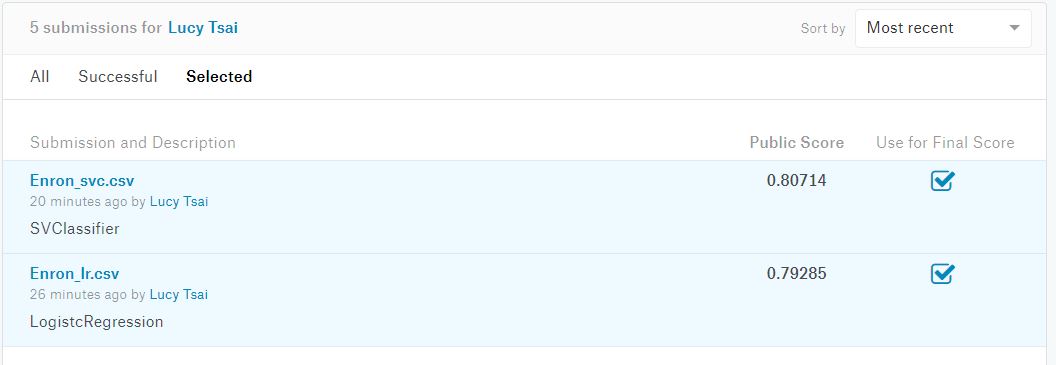 5 submissions for Lucy Tsai Sort by Most recent
All Successful Selected
Submission and Description Public Score Use for Final Score
Enron_svc.csv 0.80714
20 minutes ago by Lucy Tsai
SVClassifier
Enron_lr.csv 0.79285
26 minutes ago by Lucy Tsai
LogistcRegression